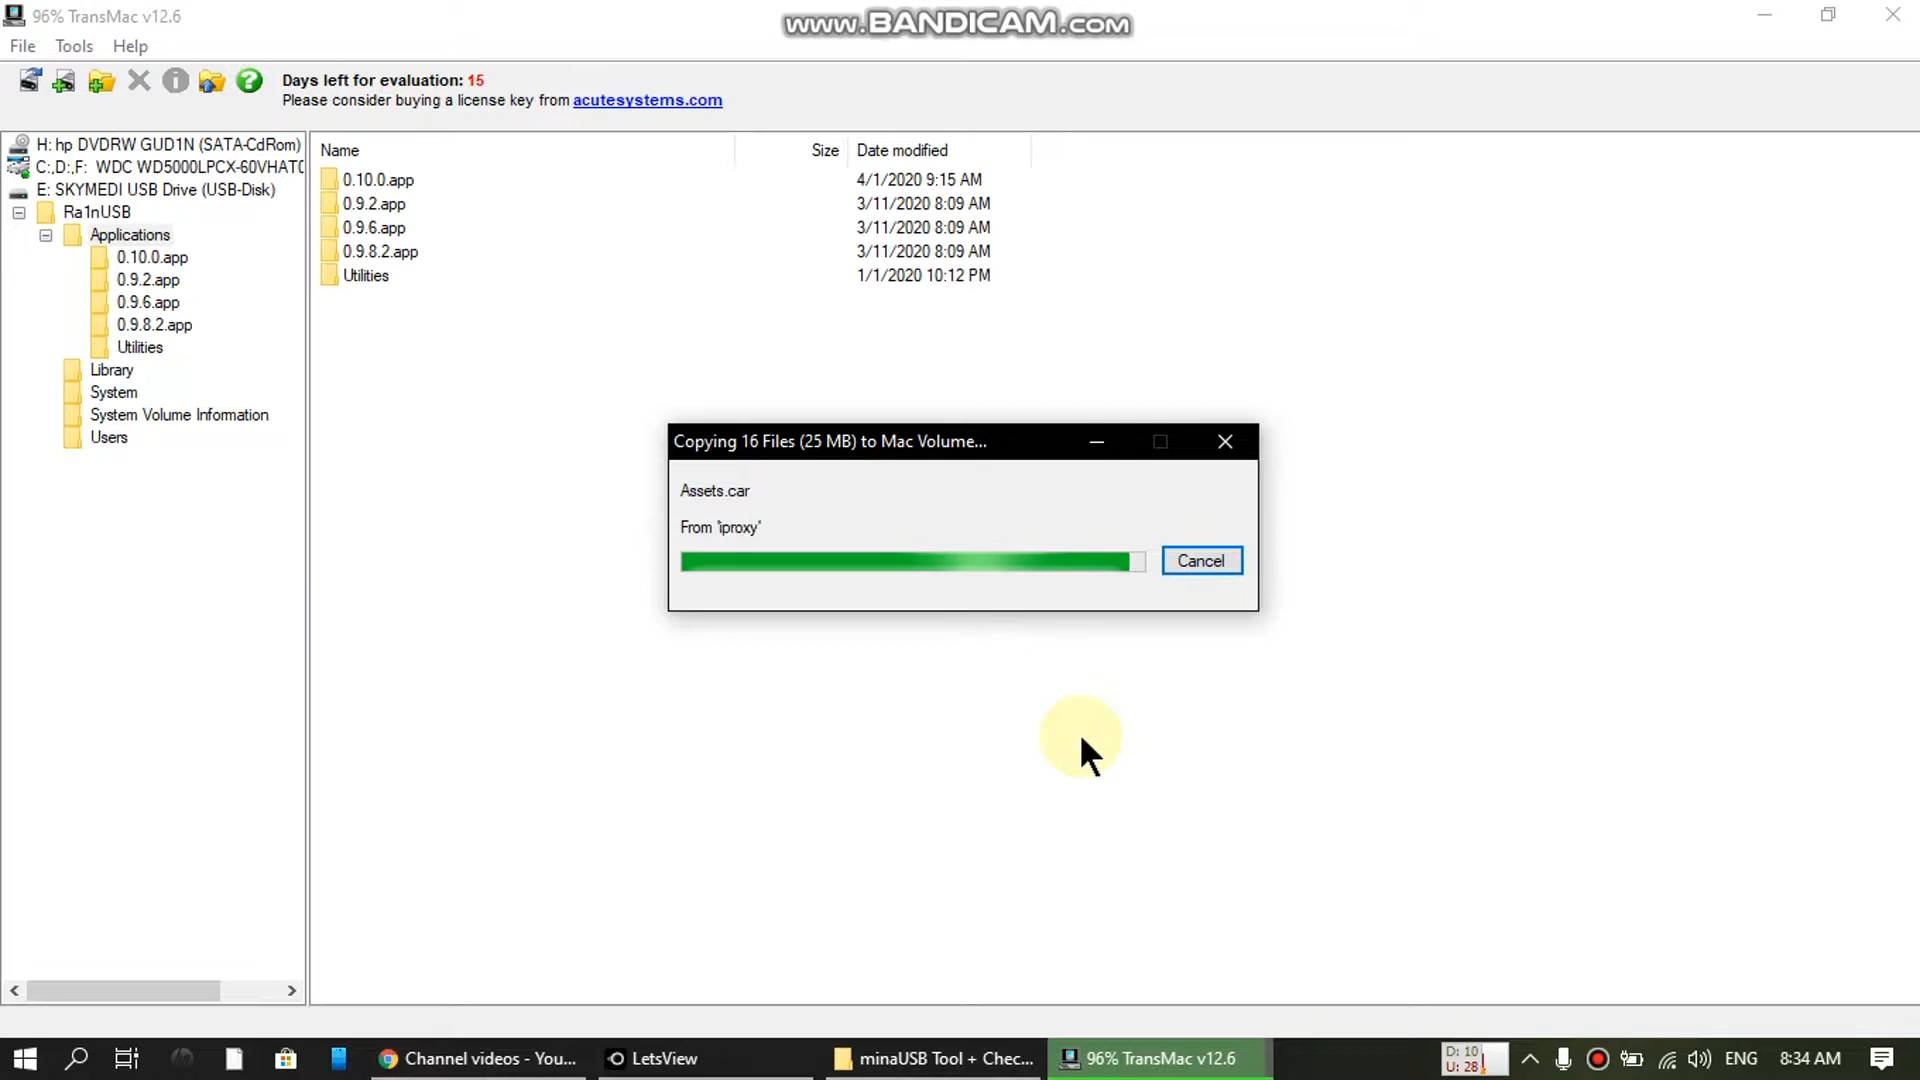 96% TransMac v12.6
www.BANDICAM.com
File Tools Help
Days left for evaluation: 15
Please consider buying a license key from acutesystems.com
H: hp DVDRW GUD1N (SATA-CdRom)
C:,D:,F: WDC WD5000LPCX-60VHAT0
E: SKYMEDI USB Drive (USB-Disk)
Ra1nUSB
Applications
0.10.0.app
0.9.2.app
0.9.6.app
0.9.8.2.app
Utilities
Library
System
System Volume Information
Users
Name Size Date modified
0.10.0.app 4/1/2020 9:15 AM
0.9.2.app 3/11/2020 8:09 AM
0.9.6.app 3/11/2020 8:09 AM
0.9.8.2.app 3/11/2020 8:09 AM
Utilities 1/1/2020 10:12 PM
Copying 16 Files (25 MB) to Mac Volume...
Assets.car
From 'iproxy'
Cancel
Channel videos - You... LetsView minaUSB Tool + Chec... 96% TransMac v12.6 ENG 8:34 AM
D: 10
U: 28